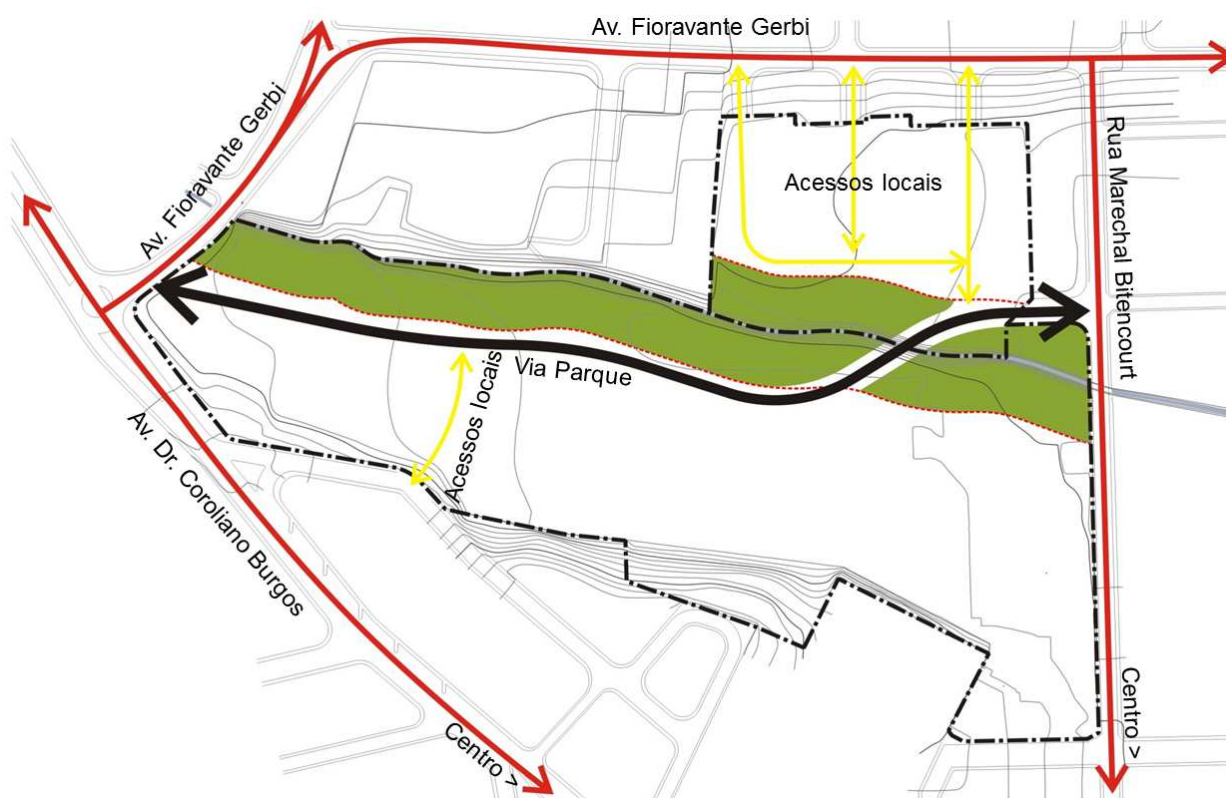 Av. Fioravante Gerbi
Av. Fioravante Gerbi
Rua Marechal Bitencourt
Acessos locais
Via Parque
Acessos locais
Av. Dr. Coroliano Burgos
Centro >
Centro >